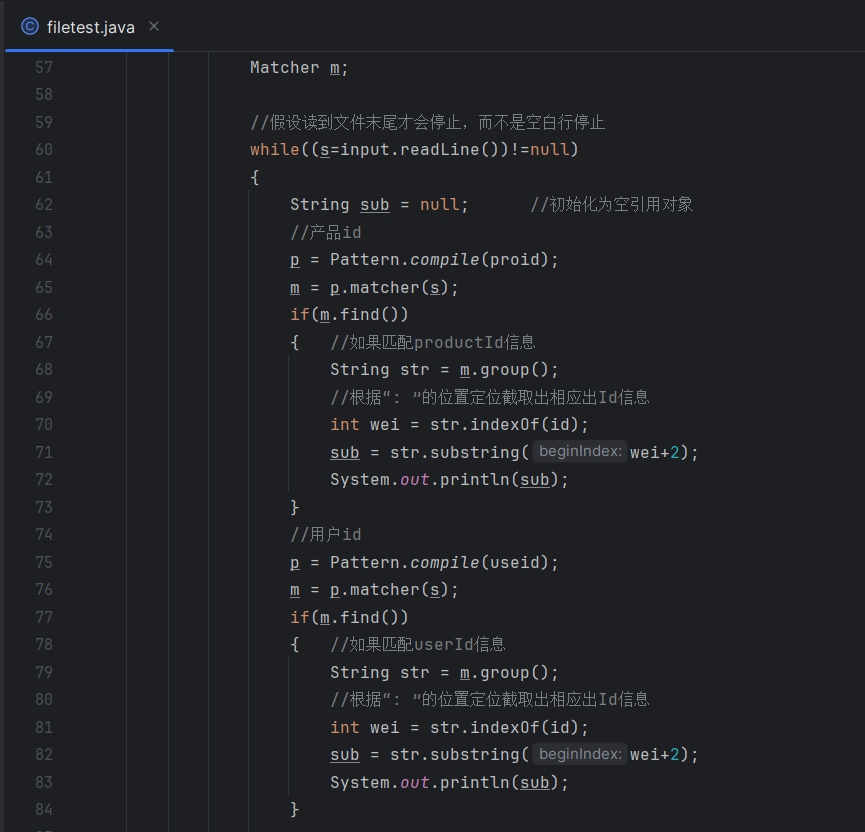 filetest.java
57 Matcher m;
58
59 //假设读到文件末尾才会停止，而不是空白行停止
60 while((s=input.readLine())!=null)
61 {
62 String sub = null; //初始化为空引用对象
63 //产品id
64 p = Pattern.compile(proid);
65 m = p.matcher(s);
66 if(m.find())
67 { //如果匹配productId信息
68 String str = m.group();
69 //根据“: ”的位置定位截取出相应出Id信息
70 int wei = str.indexOf(id);
71 sub = str.substring( beginIndex: wei+2);
72 System.out.println(sub);
73 }
74 //用户id
75 p = Pattern.compile(useid);
76 m = p.matcher(s);
77 if(m.find())
78 { //如果匹配userId信息
79 String str = m.group();
80 //根据“: ”的位置定位截取出相应出Id信息
81 int wei = str.indexOf(id);
82 sub = str.substring( beginIndex: wei+2);
83 System.out.println(sub);
84 }